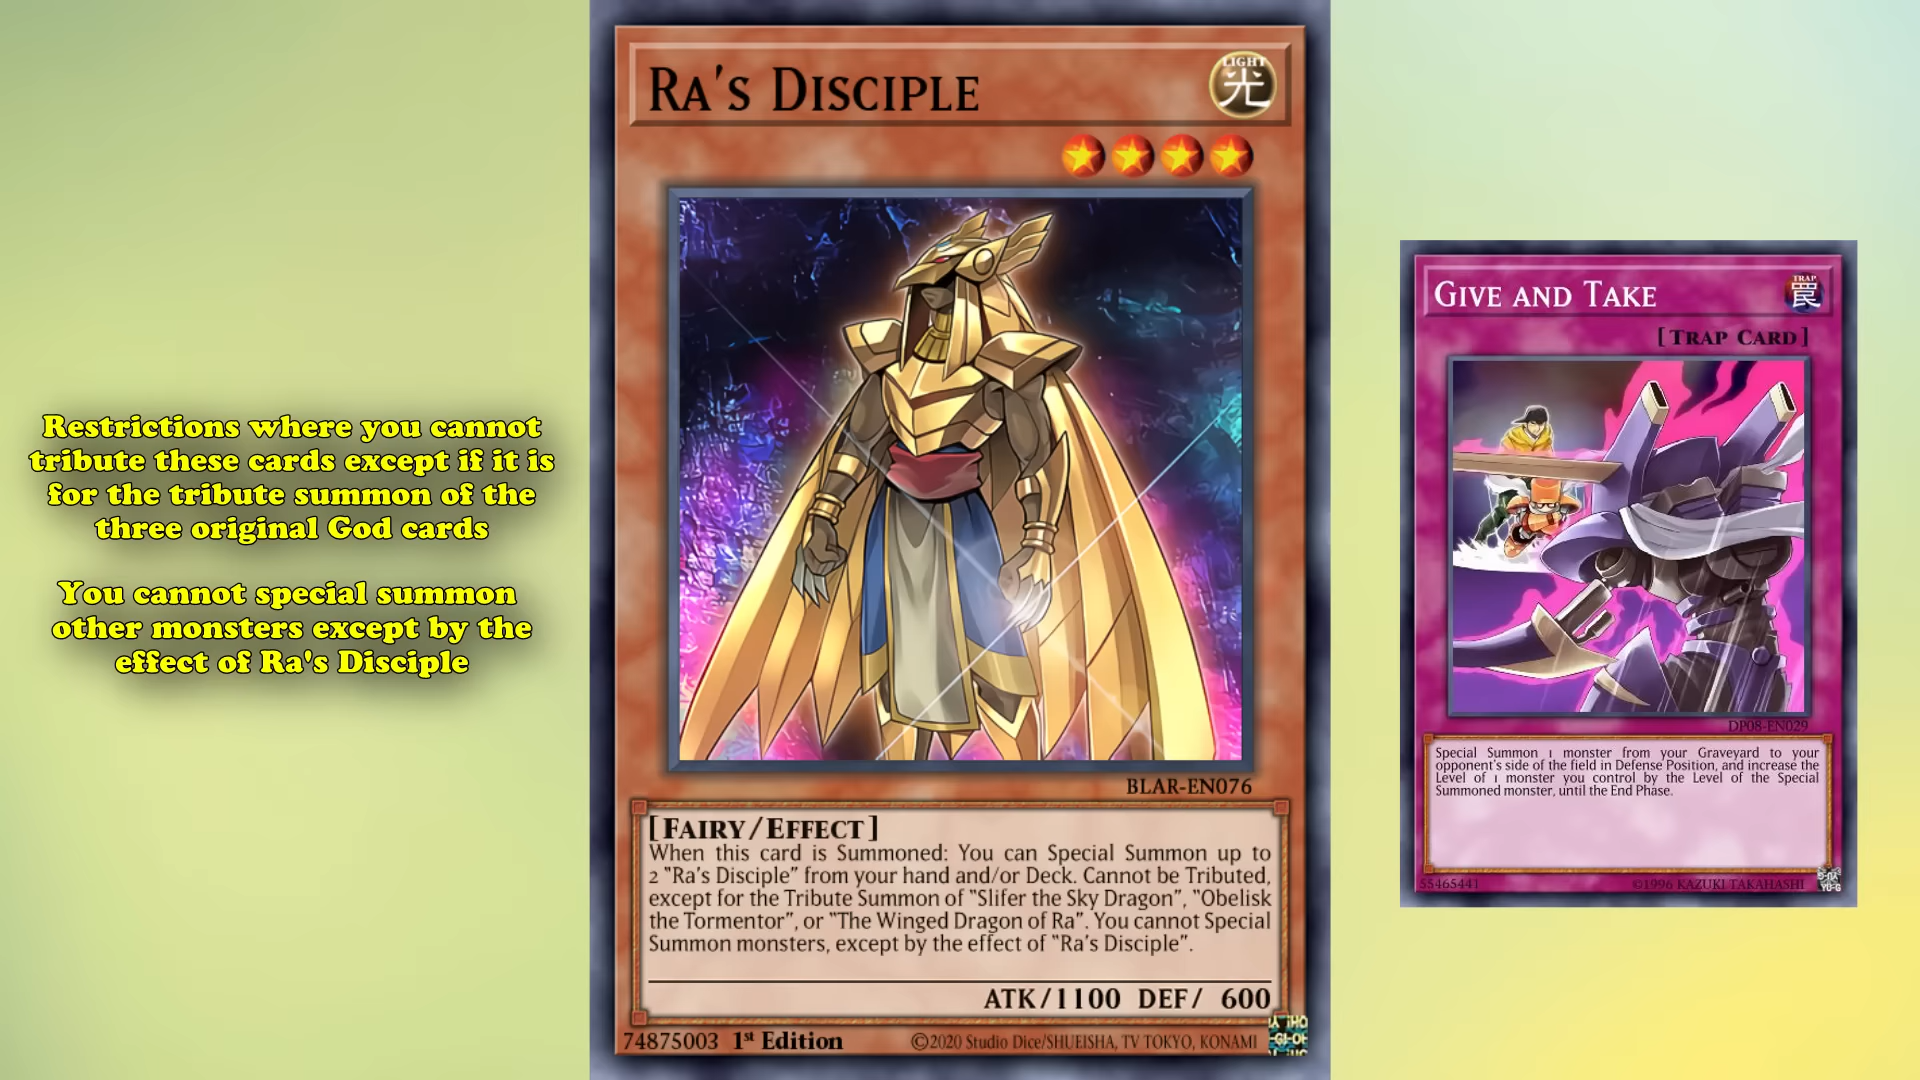 Restrictions where you cannot
tribute these cards except if it is
for the tribute summon of the
three original God cards
You cannot special summon
other monsters except by the
effect of Ra's Disciple
Ra's Disciple
LIGHT
光
BLAR-EN076
[Fairy/Effect]
When this card is Summoned: You can Special Summon up to
2 "Ra's Disciple" from your hand and/or Deck. Cannot be Tributed,
except for the Tribute Summon of "Slifer the Sky Dragon", "Obelisk
the Tormentor", or "The Winged Dragon of Ra". You cannot Special
Summon monsters, except by the effect of "Ra's Disciple".
ATK/1100 DEF/ 600
74875003 1st Edition ©2020 Studio Dice/SHUEISHA, TV TOKYO, KONAMI
Give and Take
TRAP
罠
[Trap Card]
DP08-EN029
Special Summon 1 monster from your Graveyard to your
opponent's side of the field in Defense Position, and increase the
Level of 1 monster you control by the Level of the Special
Summoned monster, until the End Phase.
55465441 ©1996 KAZUKI TAKAHASHI